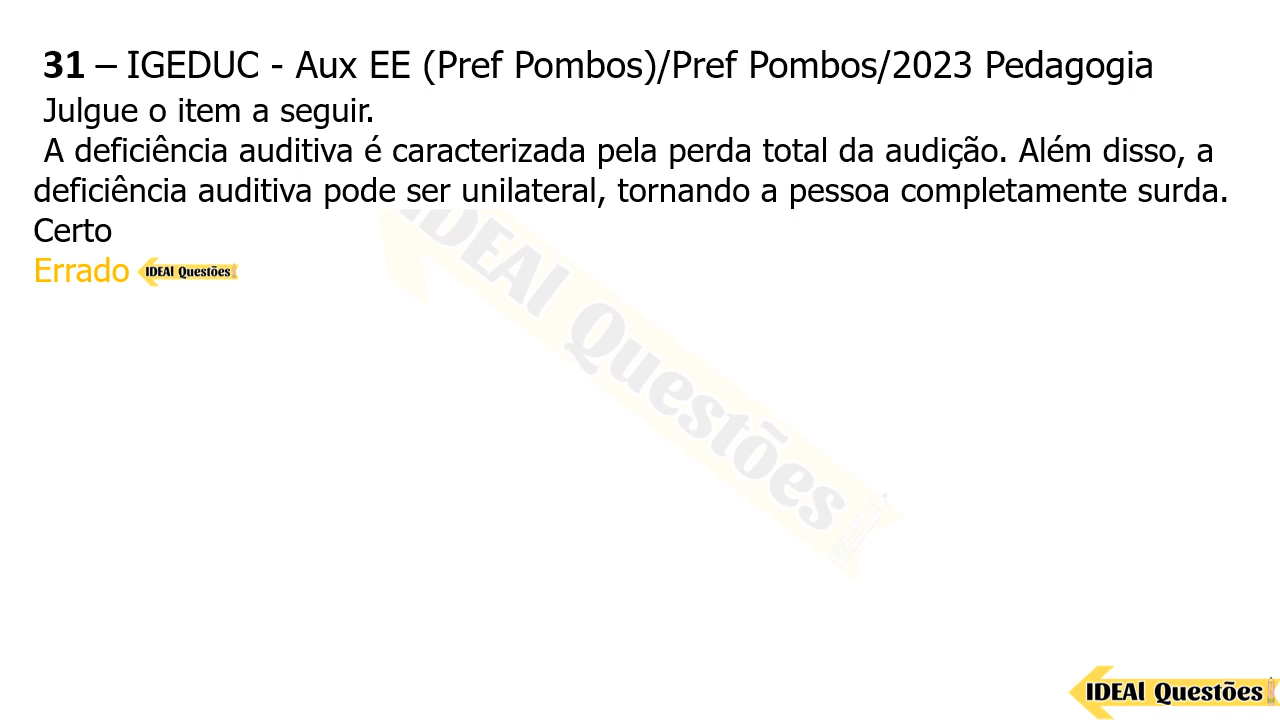 31 – IGEDUC - Aux EE (Pref Pombos)/Pref Pombos/2023 Pedagogia
Julgue o item a seguir.
A deficiência auditiva é caracterizada pela perda total da audição. Além disso, a
deficiência auditiva pode ser unilateral, tornando a pessoa completamente surda.
Certo
Errado IDEAl Questões
IDEAl Questões
IDEAl Questões